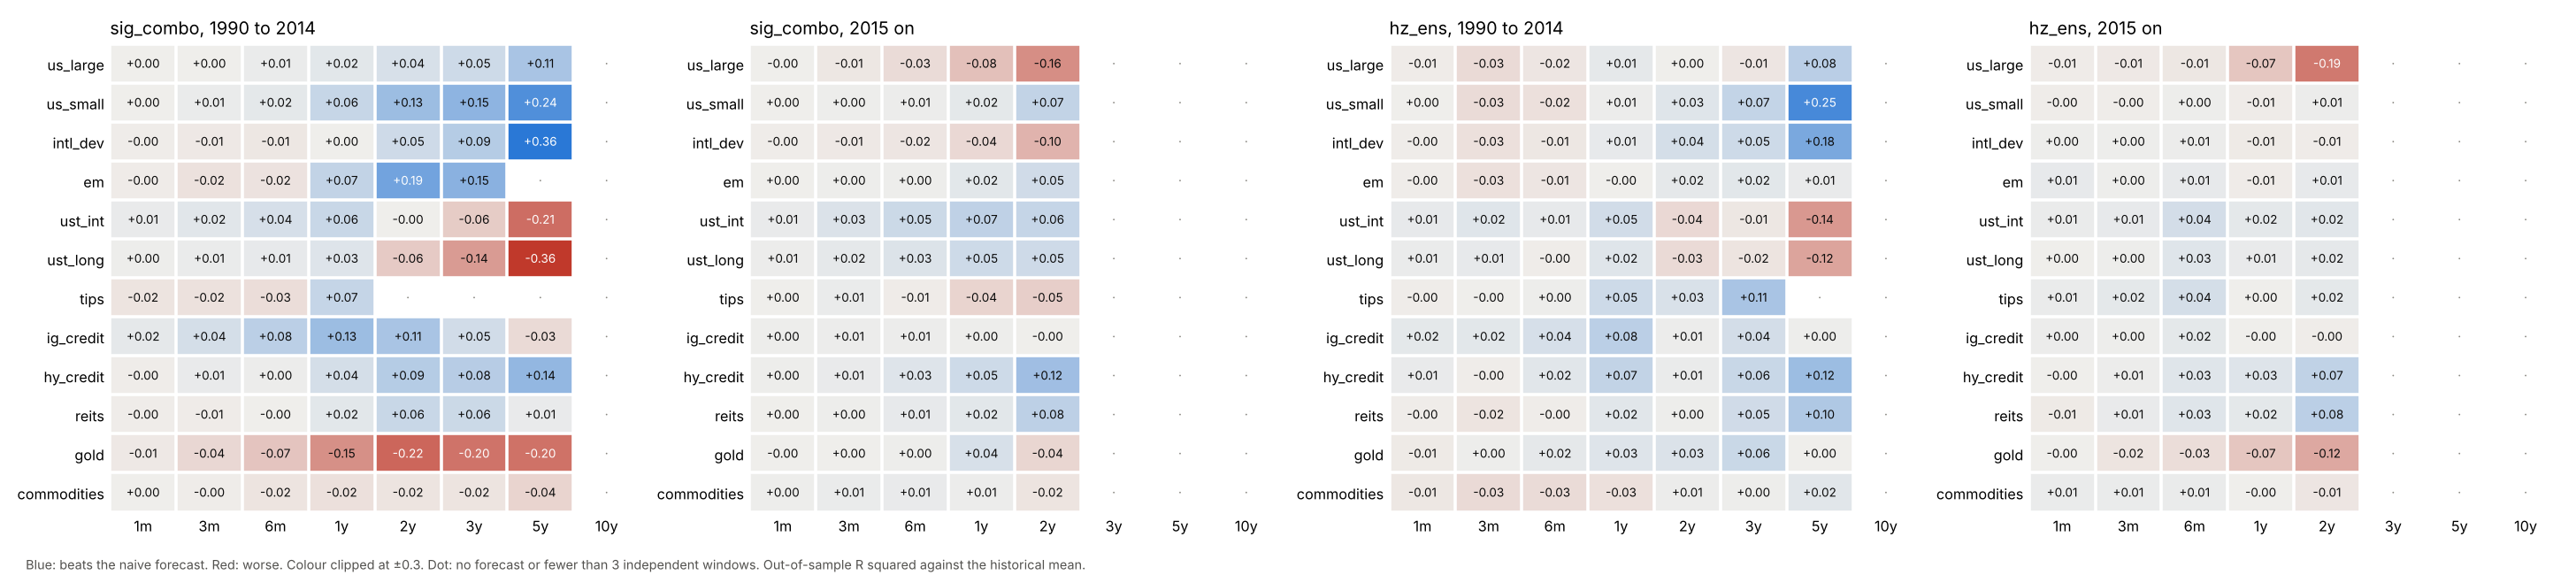 sig_combo, 1990 to 2014
us_large +0.00 +0.00 +0.01 +0.02 +0.04 +0.05 +0.11 ·
us_small +0.00 +0.01 +0.02 +0.06 +0.13 +0.15 +0.24 ·
intl_dev -0.00 -0.01 -0.01 +0.00 +0.05 +0.09 +0.36 ·
em -0.00 -0.02 -0.02 +0.07 +0.19 +0.15 · ·
ust_int +0.01 +0.02 +0.04 +0.06 -0.00 -0.06 -0.21 ·
ust_long +0.00 +0.01 +0.01 +0.03 -0.06 -0.14 -0.36 ·
tips -0.02 -0.02 -0.03 +0.07 · · · ·
ig_credit +0.02 +0.04 +0.08 +0.13 +0.11 +0.05 -0.03 ·
hy_credit -0.00 +0.01 +0.00 +0.04 +0.09 +0.08 +0.14 ·
reits -0.00 -0.01 -0.00 +0.02 +0.06 +0.06 +0.01 ·
gold -0.01 -0.04 -0.07 -0.15 -0.22 -0.20 -0.20 ·
commodities +0.00 -0.00 -0.02 -0.02 -0.02 -0.02 -0.04 ·
1m 3m 6m 1y 2y 3y 5y 10y
sig_combo, 2015 on
us_large -0.00 -0.01 -0.03 -0.08 -0.16 · · ·
us_small +0.00 +0.00 +0.01 +0.02 +0.07 · · ·
intl_dev -0.00 -0.01 -0.02 -0.04 -0.10 · · ·
em +0.00 +0.00 +0.00 +0.02 +0.05 · · ·
ust_int +0.01 +0.03 +0.05 +0.07 +0.06 · · ·
ust_long +0.01 +0.02 +0.03 +0.05 +0.05 · · ·
tips +0.00 +0.01 -0.01 -0.04 -0.05 · · ·
ig_credit +0.00 +0.01 +0.01 +0.00 -0.00 · · ·
hy_credit +0.00 +0.01 +0.03 +0.05 +0.12 · · ·
reits +0.00 +0.00 +0.01 +0.02 +0.08 · · ·
gold -0.00 +0.00 +0.00 +0.04 -0.04 · · ·
commodities +0.00 +0.01 +0.01 +0.01 -0.02 · · ·
1m 3m 6m 1y 2y 3y 5y 10y
hz_ens, 1990 to 2014
us_large -0.01 -0.03 -0.02 +0.01 +0.00 -0.01 +0.08 ·
us_small +0.00 -0.03 -0.02 +0.01 +0.03 +0.07 +0.25 ·
intl_dev -0.00 -0.03 -0.01 +0.01 +0.04 +0.05 +0.18 ·
em -0.00 -0.03 -0.01 -0.00 +0.02 +0.02 +0.01 ·
ust_int +0.01 +0.02 +0.01 +0.05 -0.04 -0.01 -0.14 ·
ust_long +0.01 +0.01 -0.00 +0.02 -0.03 -0.02 -0.12 ·
tips -0.00 -0.00 +0.00 +0.05 +0.03 +0.11 · ·
ig_credit +0.02 +0.02 +0.04 +0.08 +0.01 +0.04 +0.00 ·
hy_credit +0.01 -0.00 +0.02 +0.07 +0.01 +0.06 +0.12 ·
reits -0.00 -0.02 -0.00 +0.02 +0.00 +0.05 +0.10 ·
gold -0.01 +0.00 +0.02 +0.03 +0.03 +0.06 +0.00 ·
commodities -0.01 -0.03 -0.03 -0.03 +0.01 +0.00 +0.02 ·
1m 3m 6m 1y 2y 3y 5y 10y
hz_ens, 2015 on
us_large -0.01 -0.01 -0.01 -0.07 -0.19 · · ·
us_small -0.00 -0.00 +0.00 -0.01 +0.01 · · ·
intl_dev +0.00 +0.00 +0.01 -0.01 -0.01 · · ·
em +0.01 +0.00 +0.01 -0.01 +0.01 · · ·
ust_int +0.01 +0.01 +0.04 +0.02 +0.02 · · ·
ust_long +0.00 +0.00 +0.03 +0.01 +0.02 · · ·
tips +0.01 +0.02 +0.04 +0.00 +0.02 · · ·
ig_credit +0.00 +0.00 +0.02 -0.00 -0.00 · · ·
hy_credit -0.00 +0.01 +0.03 +0.03 +0.07 · · ·
reits -0.01 +0.01 +0.03 +0.02 +0.08 · · ·
gold -0.00 -0.02 -0.03 -0.07 -0.12 · · ·
commodities +0.01 +0.01 +0.01 -0.00 -0.01 · · ·
1m 3m 6m 1y 2y 3y 5y 10y
Blue: beats the naive forecast. Red: worse. Colour clipped at ±0.3. Dot: no forecast or fewer than 3 independent windows. Out-of-sample R squared against the historical mean.